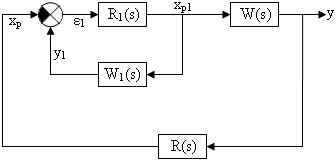 xp ε1 R1(s) xp1 W(s) y
y1 W1(s)
R(s)